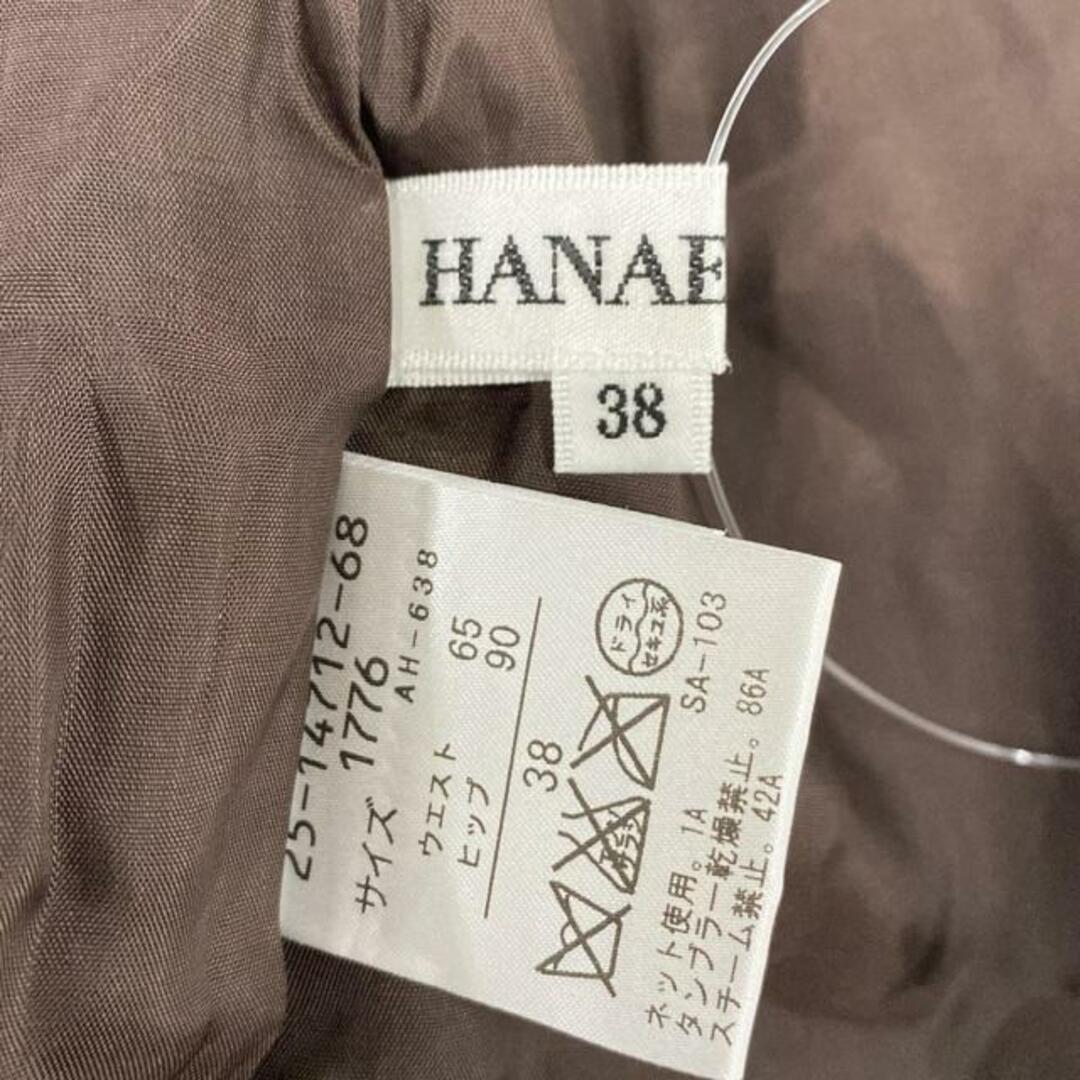 HANAE
38
25-14712-68
1776
AH-638
サイズ
ウエスト 65
ヒップ 90
38
ドライ
セキユ系
SA-103
ネット使用。1A
タンブラー乾燥禁止。86A
スチーム禁止。42A